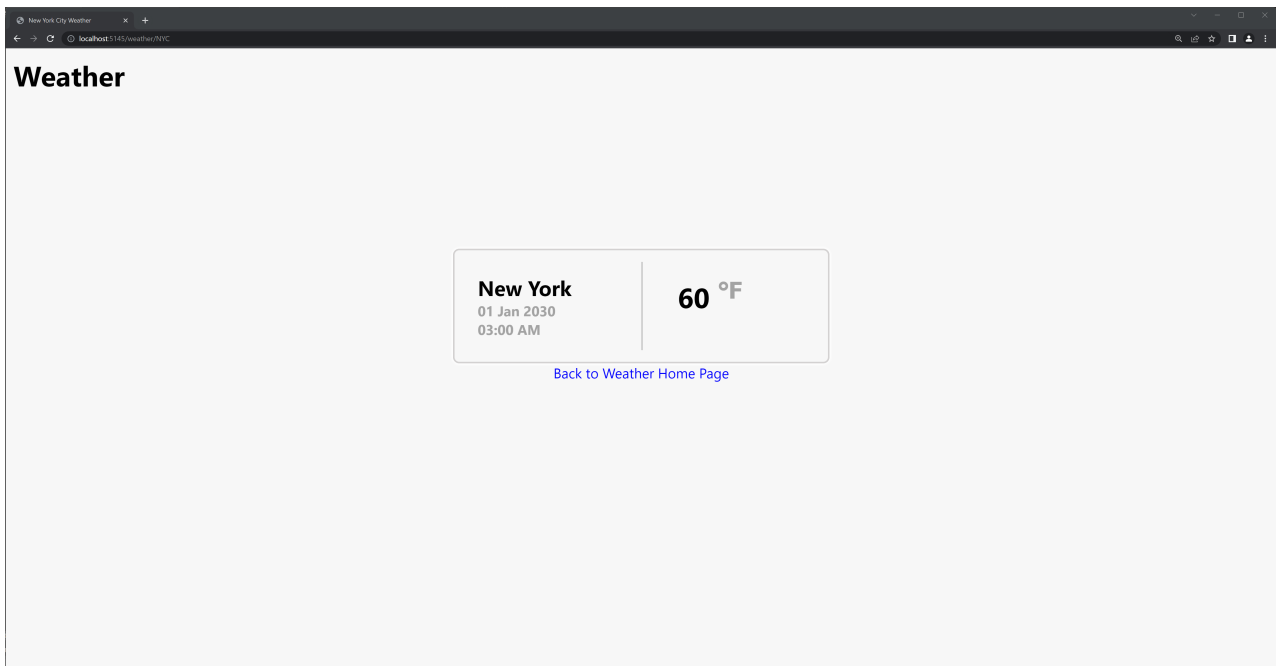 New York City Weather
localhost:5145/weather/NYC
Weather
New York
01 Jan 2030
03:00 AM
60 °F
Back to Weather Home Page